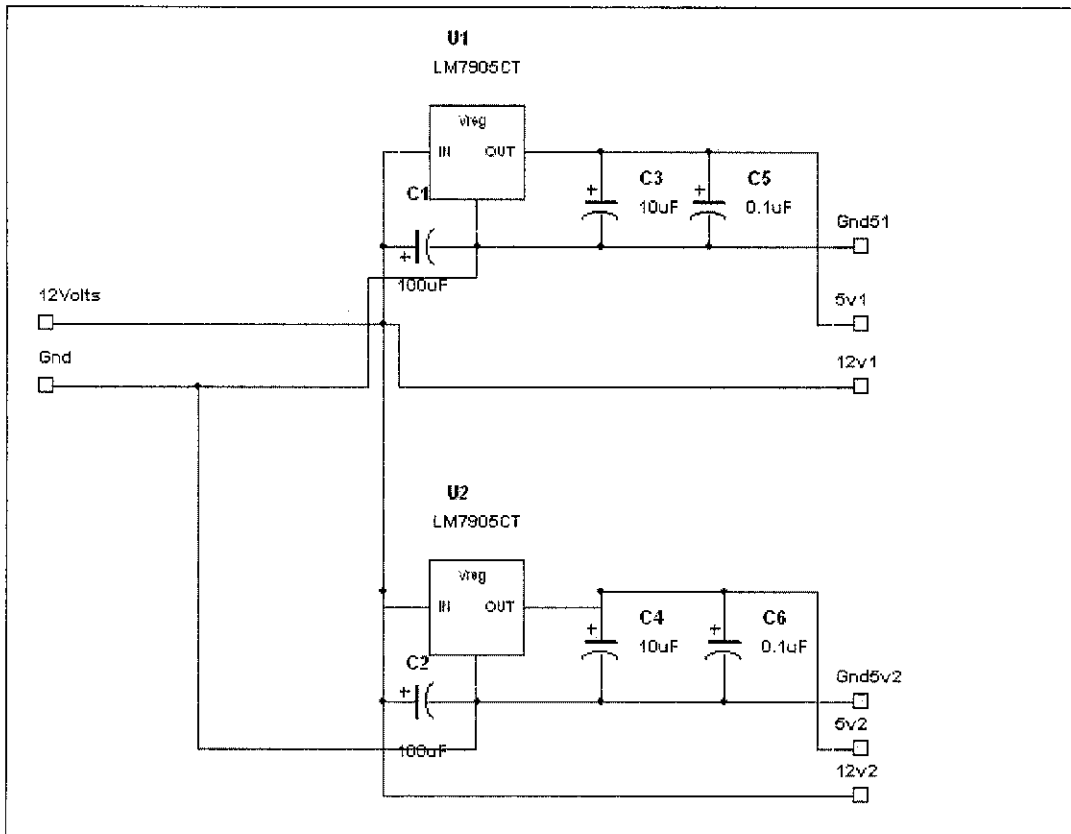 U1
LM7905CT
Vreg
IN OUT
C1
+
100uF
+
C3
10uF
+
C5
0.1uF
Gnd51
12Volts
5v1
Gnd
12v1
U2
LM7905CT
Vreg
IN OUT
C2
+
100uF
+
C4
10uF
+
C6
0.1uF
Gnd5v2
5v2
12v2